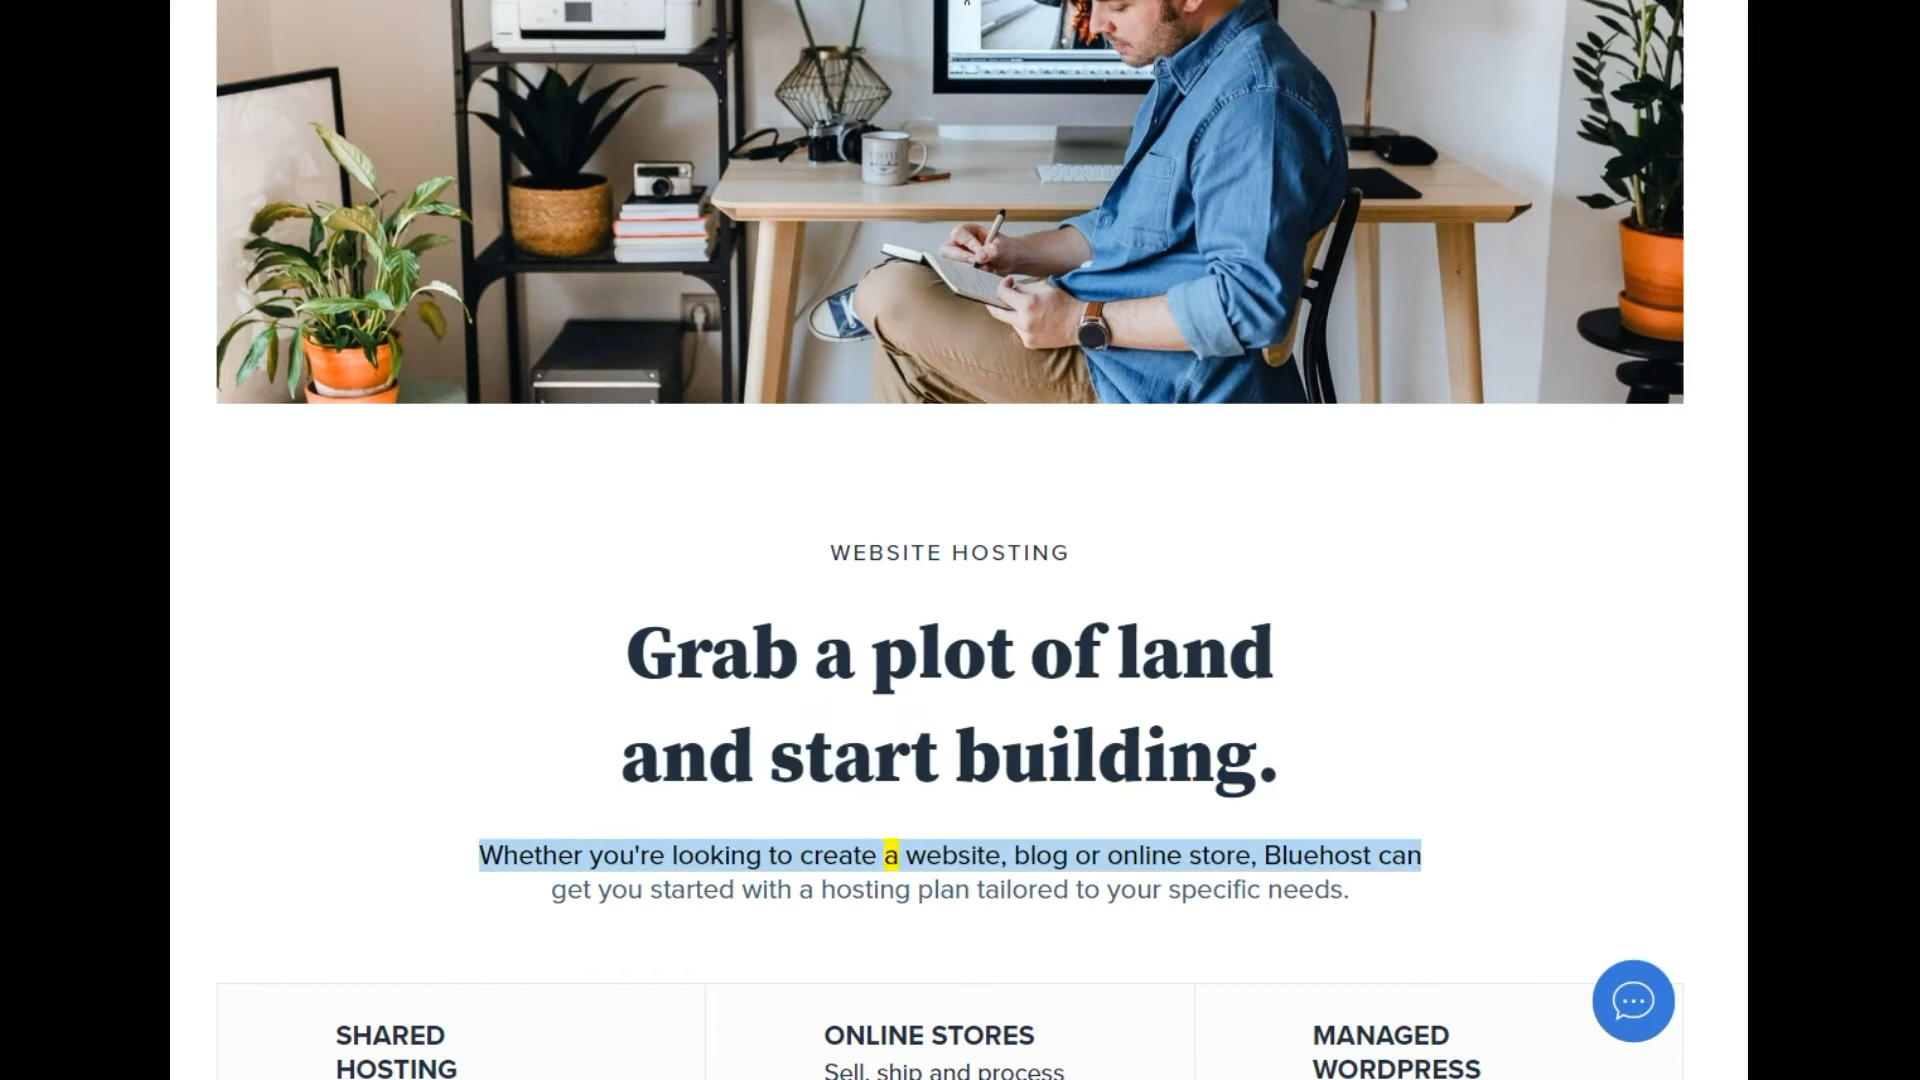 WEBSITE HOSTING
Grab a plot of land
and start building.
Whether you're looking to create a website, blog or online store, Bluehost can
get you started with a hosting plan tailored to your specific needs.
SHARED
HOSTING
ONLINE STORES
Sell, ship and process
MANAGED
WORDPRESS